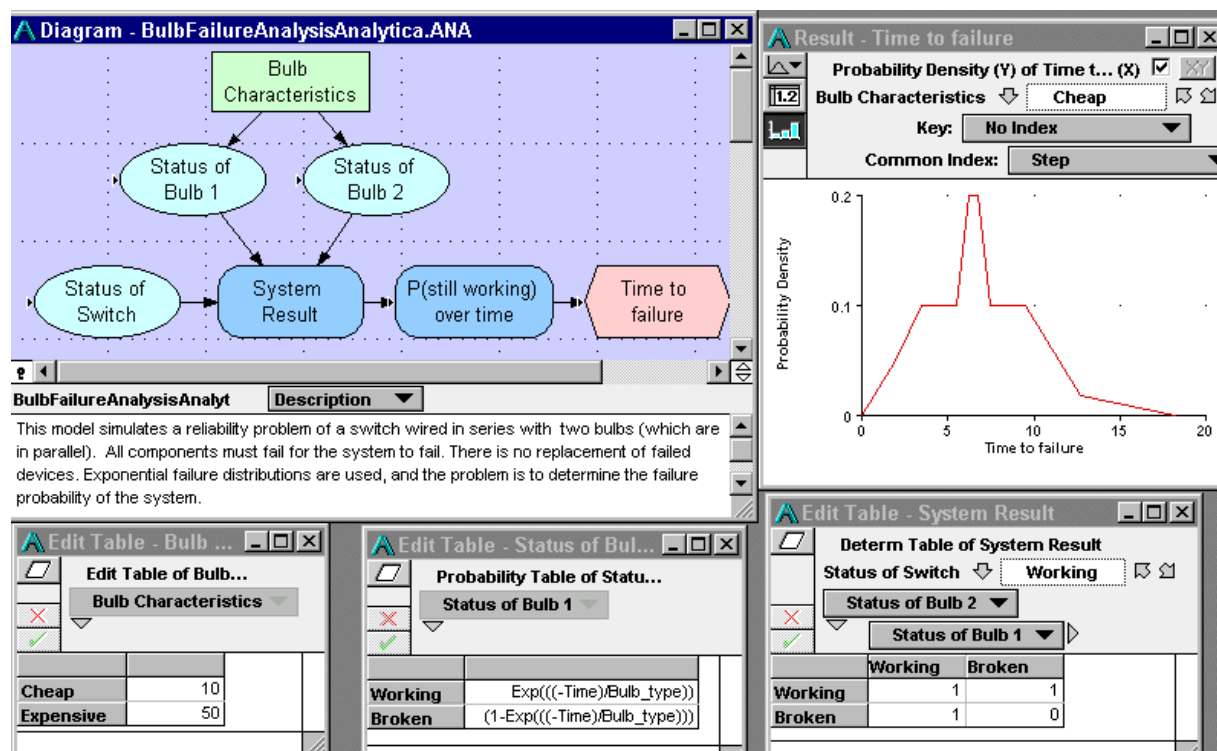 Diagram - BulbFailureAnalysisAnalytica.ANA
Bulb
Characteristics
Status of
Bulb 1
Status of
Bulb 2
Status of
Switch
System
Result
P(still working)
over time
Time to
failure
?
BulbFailureAnalysisAnalyt Description
This model simulates a reliability problem of a switch wired in series with two bulbs (which are
in parallel). All components must fail for the system to fail. There is no replacement of failed
devices. Exponential failure distributions are used, and the problem is to determine the failure
probability of the system.
Result - Time to failure
Probability Density (Y) of Time t... (X) XY
1.2 Bulb Characteristics Cheap
Key: No Index
Common Index: Step
0.2
0.1
0
Probability Density
0 5 10 15 20
Time to failure
Edit Table - Bulb ...
Edit Table of Bulb...
Bulb Characteristics
Cheap 10
Expensive 50
Edit Table - Status of Bul...
Probability Table of Statu...
Status of Bulb 1
Working Exp(((-Time)/Bulb_type))
Broken (1-Exp(((-Time)/Bulb_type)))
Edit Table - System Result
Determ Table of System Result
Status of Switch Working
Status of Bulb 2
Status of Bulb 1
Working Broken
Working 1 1
Broken 1 0